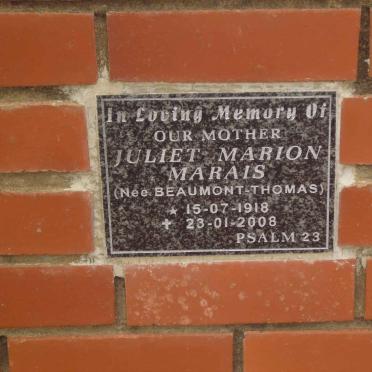 In Loving Memory Of
OUR MOTHER
JULIET MARION
MARAIS
(Neé BEAUMONT-THOMAS)
★ 15-07-1918
✝ 23-01-2008
PSALM 23